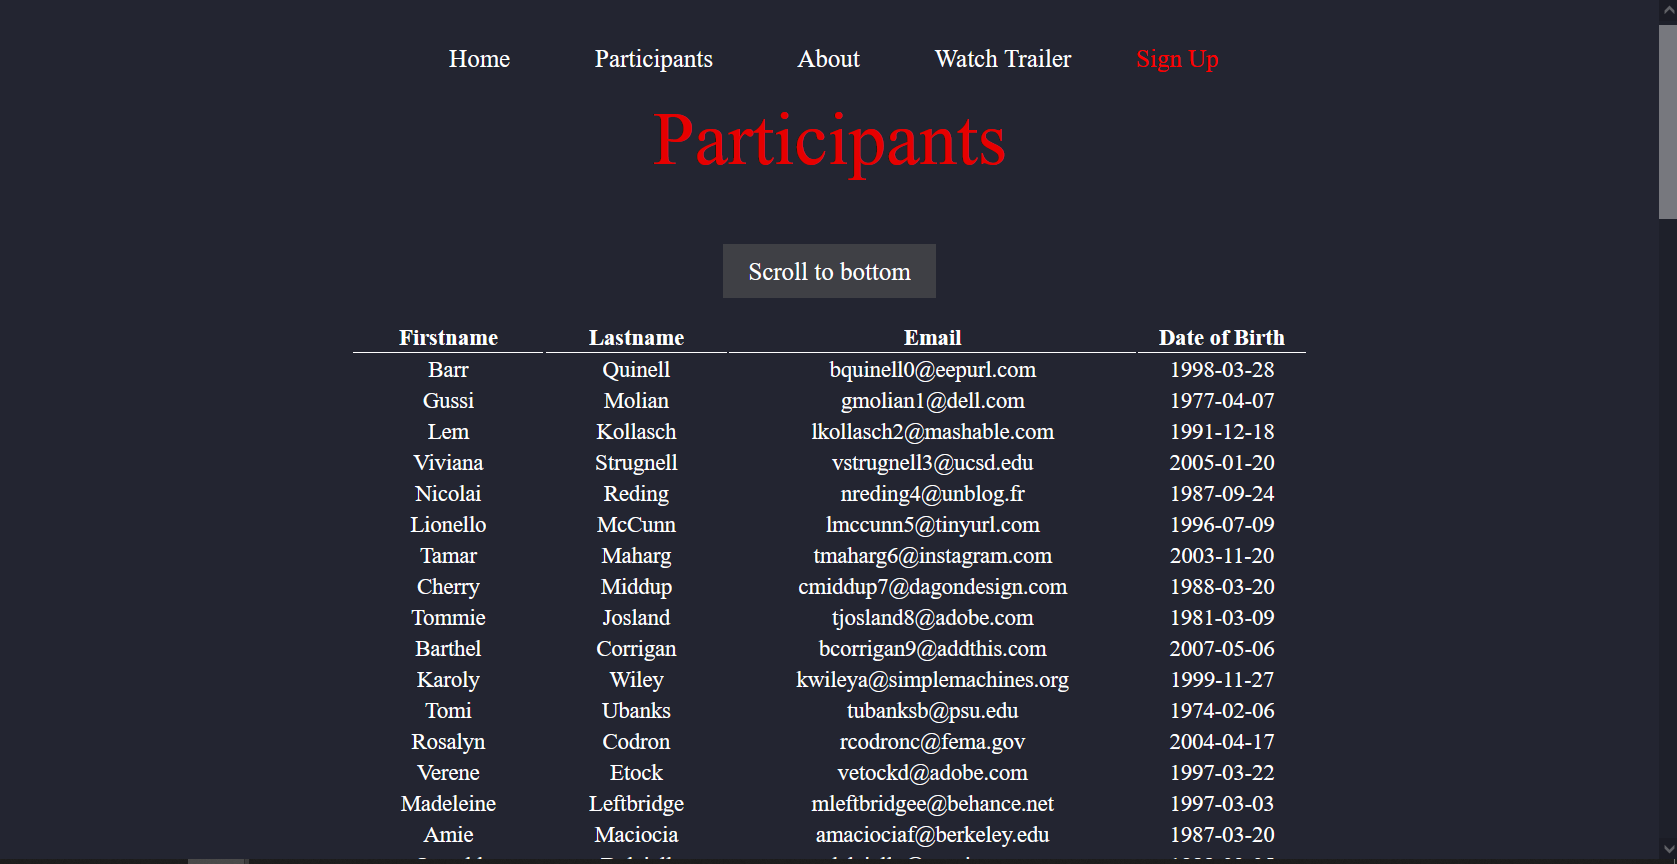 Home Participants About Watch Trailer Sign Up
Participants
Scroll to bottom
Firstname Lastname Email Date of Birth
Barr Quinell bquinell0@eepurl.com 1998-03-28
Gussi Molian gmolian1@dell.com 1977-04-07
Lem Kollasch lkollasch2@mashable.com 1991-12-18
Viviana Strugnell vstrugnell3@ucsd.edu 2005-01-20
Nicolai Reding nreding4@unblog.fr 1987-09-24
Lionello McCunn lmccunn5@tinyurl.com 1996-07-09
Tamar Maharg tmaharg6@instagram.com 2003-11-20
Cherry Middup cmiddup7@dagondesign.com 1988-03-20
Tommie Josland tjosland8@adobe.com 1981-03-09
Barthel Corrigan bcorrigan9@addthis.com 2007-05-06
Karoly Wiley kwileya@simplemachines.org 1999-11-27
Tomi Ubanks tubanksb@psu.edu 1974-02-06
Rosalyn Codron rcodronc@fema.gov 2004-04-17
Verene Etock vetockd@adobe.com 1997-03-22
Madeleine Leftbridge mleftbridgee@behance.net 1997-03-03
Amie Maciocia amaciociaf@berkeley.edu 1987-03-20